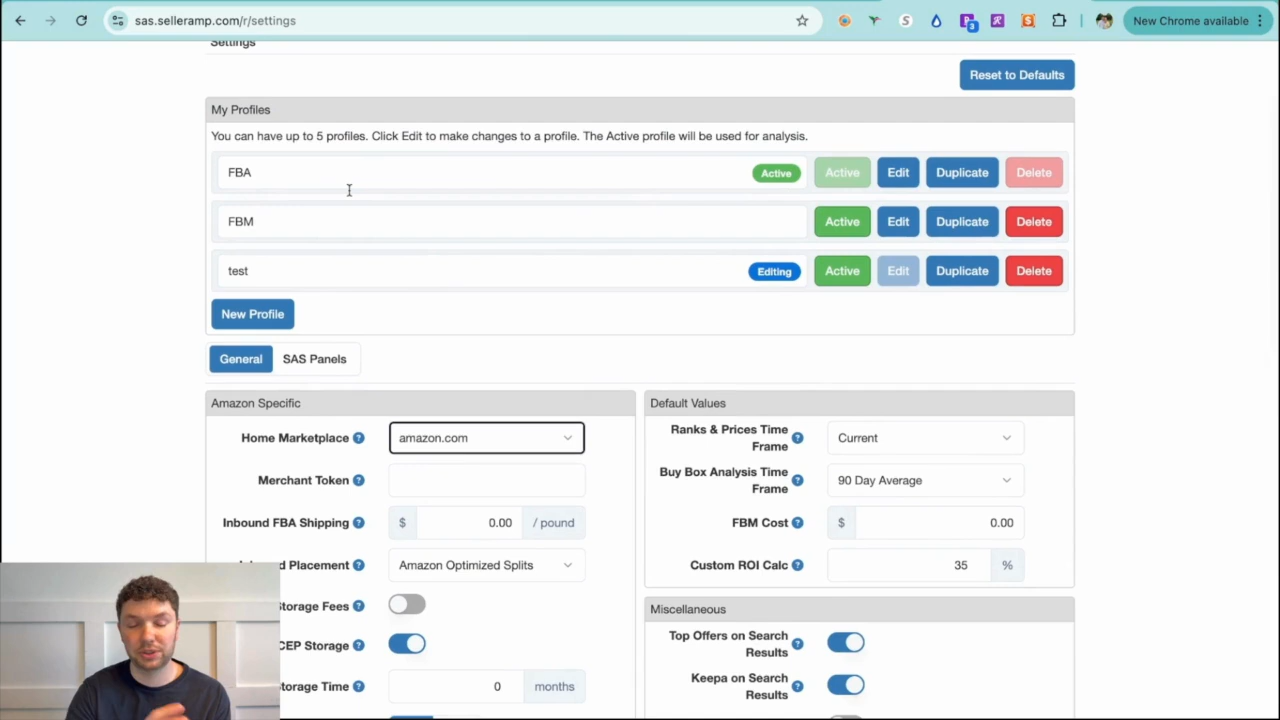 sas.selleramp.com/r/settings
New Chrome available
3
Settings
Reset to Defaults
My Profiles
You can have up to 5 profiles. Click Edit to make changes to a profile. The Active profile will be used for analysis.
FBA Active Active Edit Duplicate Delete
FBM Active Edit Duplicate Delete
test Editing Active Edit Duplicate Delete
New Profile
General SAS Panels
Amazon Specific
Home Marketplace ? amazon.com
Merchant Token ?
Inbound FBA Shipping ? $ 0.00 / pound
Placement ? Amazon Optimized Splits
Storage Fees ?
CEP Storage ?
Storage Time ? 0 months
Default Values
Ranks & Prices Time
Frame ? Current
Buy Box Analysis Time
Frame ? 90 Day Average
FBM Cost ? $ 0.00
Custom ROI Calc ? 35 %
Miscellaneous
Top Offers on Search
Results ?
Keepa on Search
Results ?